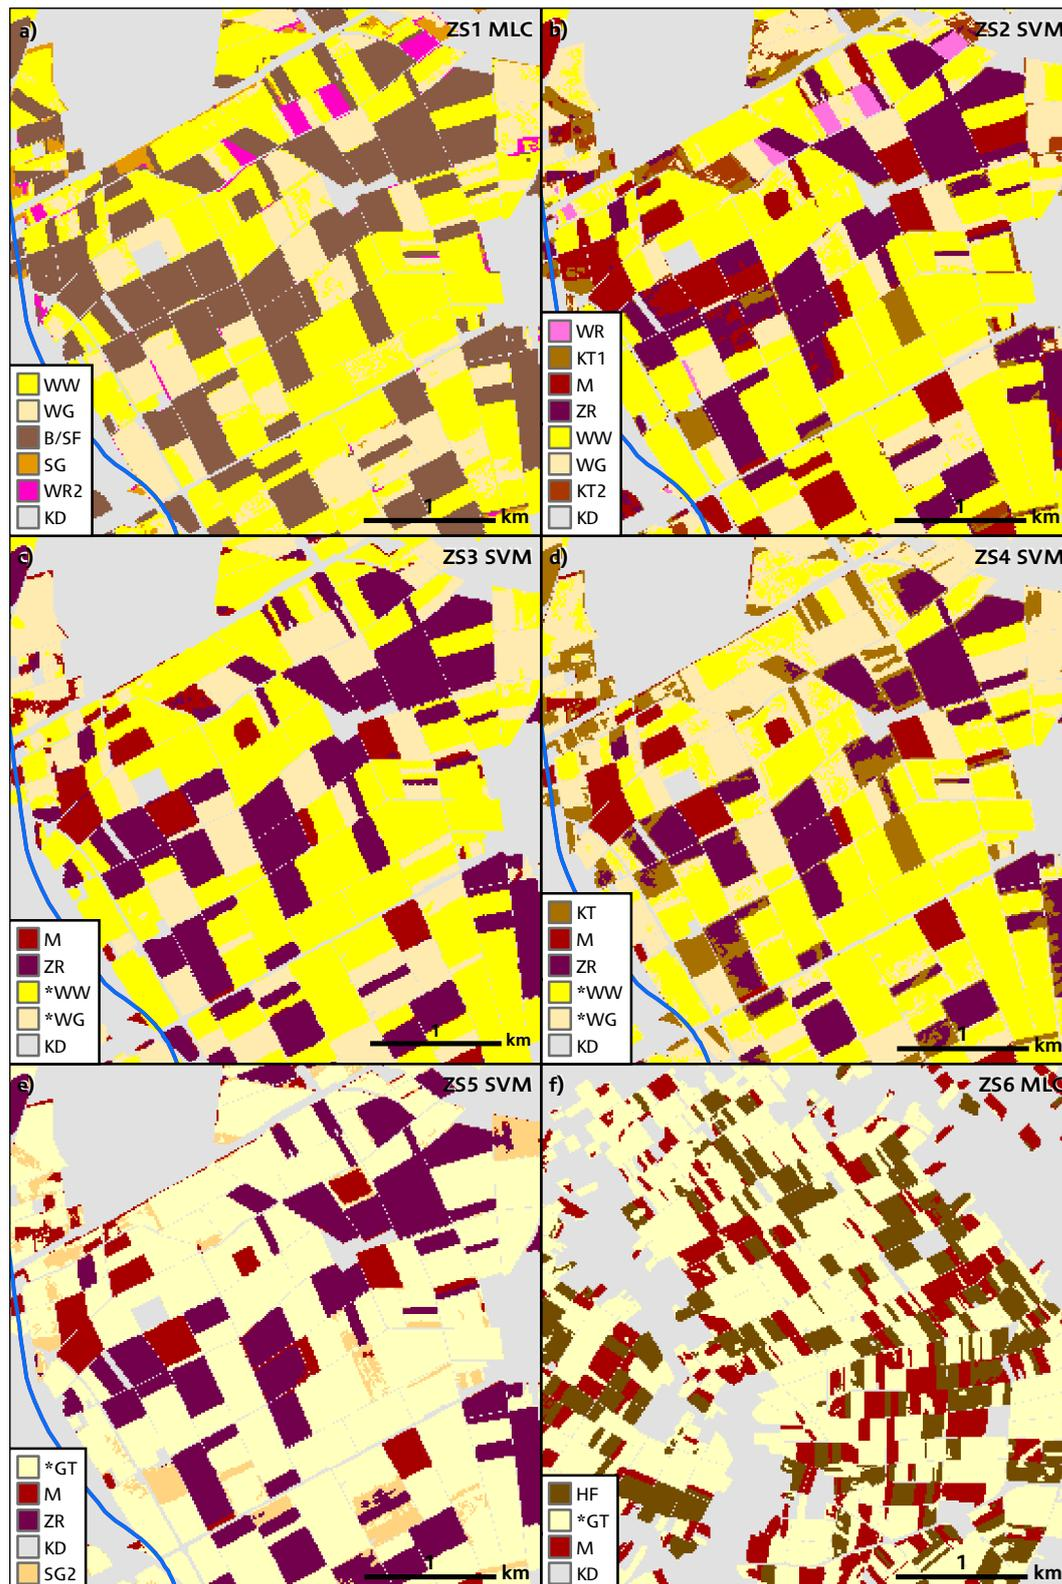 a)
ZS1 MLC
WW
WG
B/SF
SG
WR2
KD
1
km
b)
ZS2 SVM
WR
KT1
M
ZR
WW
WG
KT2
KD
1
km
c)
ZS3 SVM
M
ZR
*WW
*WG
KD
1
km
d)
ZS4 SVM
KT
M
ZR
*WW
*WG
KD
1
km
e)
ZS5 SVM
*GT
M
ZR
KD
SG2
1
km
f)
ZS6 MLC
HF
*GT
M
KD
1
km